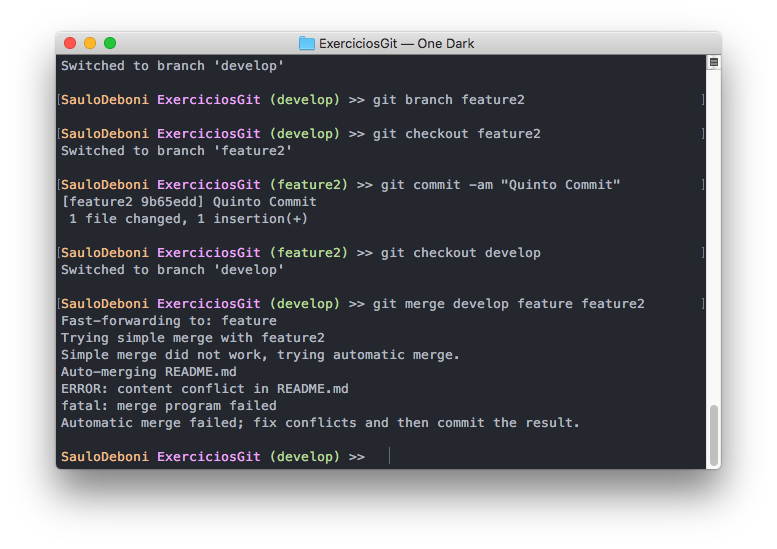 ExerciciosGit — One Dark
Switched to branch 'develop'
[SauloDeboni ExerciciosGit (develop) >> git branch feature2 ]
[SauloDeboni ExerciciosGit (develop) >> git checkout feature2 ]
Switched to branch 'feature2'
[SauloDeboni ExerciciosGit (feature2) >> git commit -am "Quinto Commit" ]
[feature2 9b65edd] Quinto Commit
1 file changed, 1 insertion(+)
[SauloDeboni ExerciciosGit (feature2) >> git checkout develop ]
Switched to branch 'develop'
[SauloDeboni ExerciciosGit (develop) >> git merge develop feature feature2 ]
Fast-forwarding to: feature
Trying simple merge with feature2
Simple merge did not work, trying automatic merge.
Auto-merging README.md
ERROR: content conflict in README.md
fatal: merge program failed
Automatic merge failed; fix conflicts and then commit the result.
SauloDeboni ExerciciosGit (develop) >>